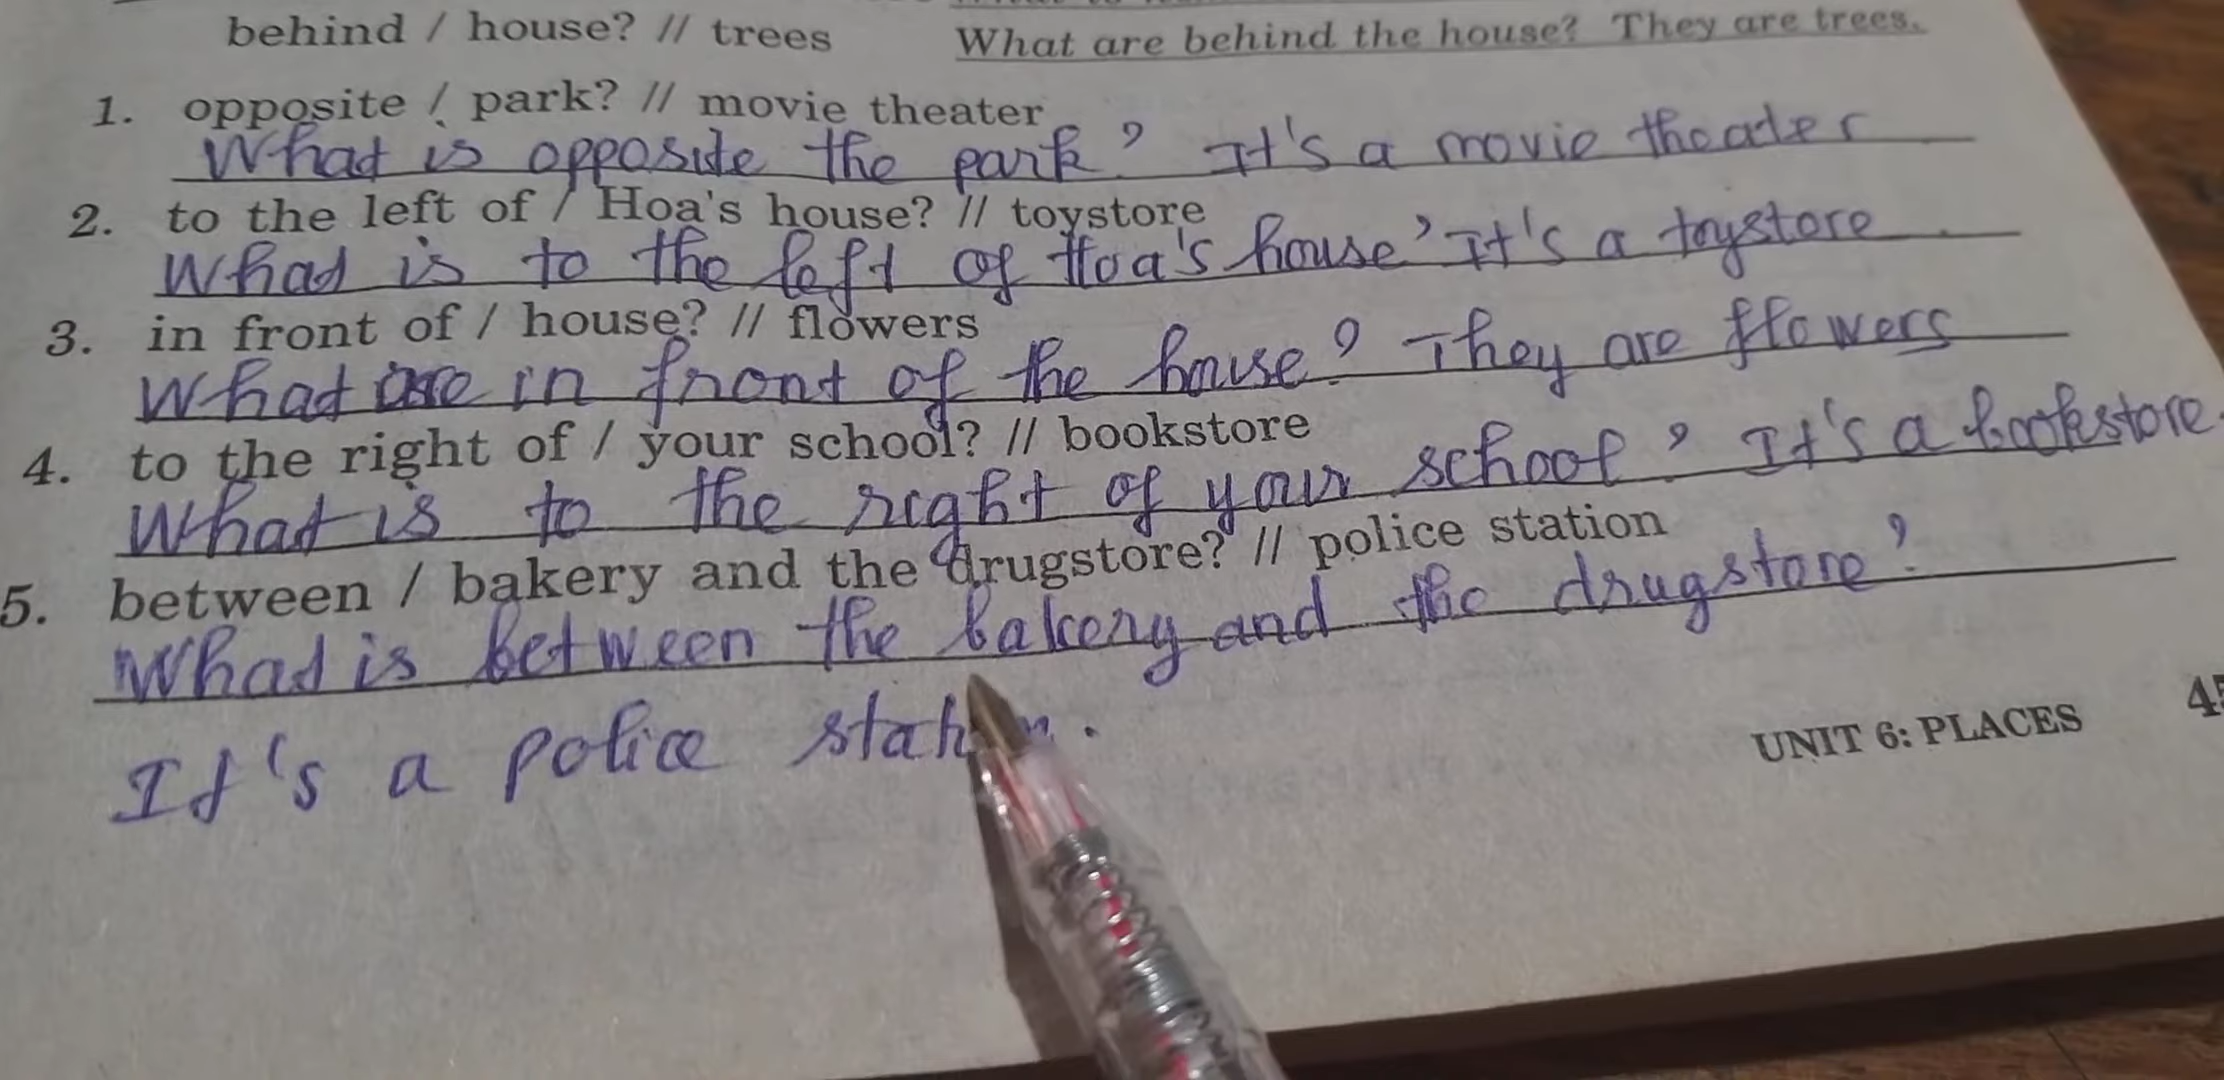 behind / house? // trees What are behind the house? They are trees.
1. opposite / park? // movie theater
What is opposite the park? It's a movie theater
2. to the left of / Hoa's house? // toystore
What is to the left of Hoa's house? It's a toystore
3. in front of / house? // flowers
What are in front of the house? They are flowers
4. to the right of / your school? // bookstore
What is to the right of your school? It's a bookstore
5. between / bakery and the drugstore? // police station
What is between the bakery and the drugstore?
It's a police
UNIT 6: PLACES